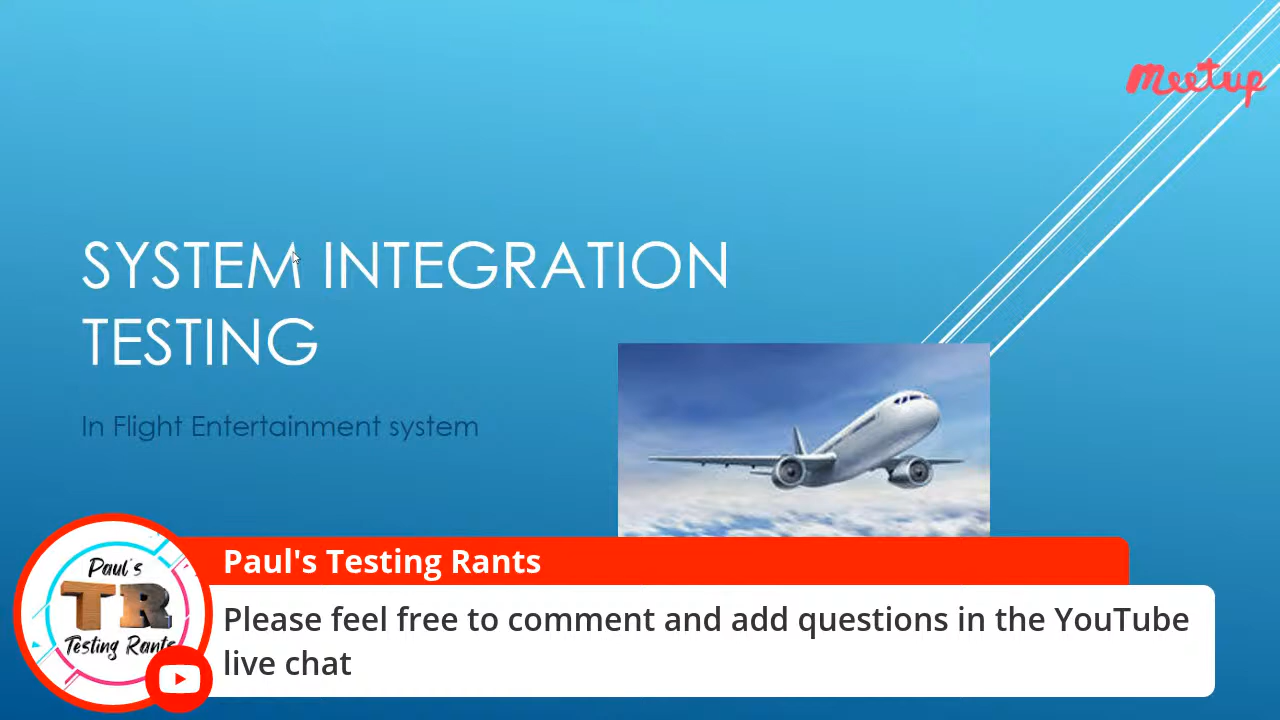 meetup
SYSTEM INTEGRATION
TESTING
In Flight Entertainment system
Paul's
TR
Testing Rants
Paul's Testing Rants
Please feel free to comment and add questions in the YouTube
live chat